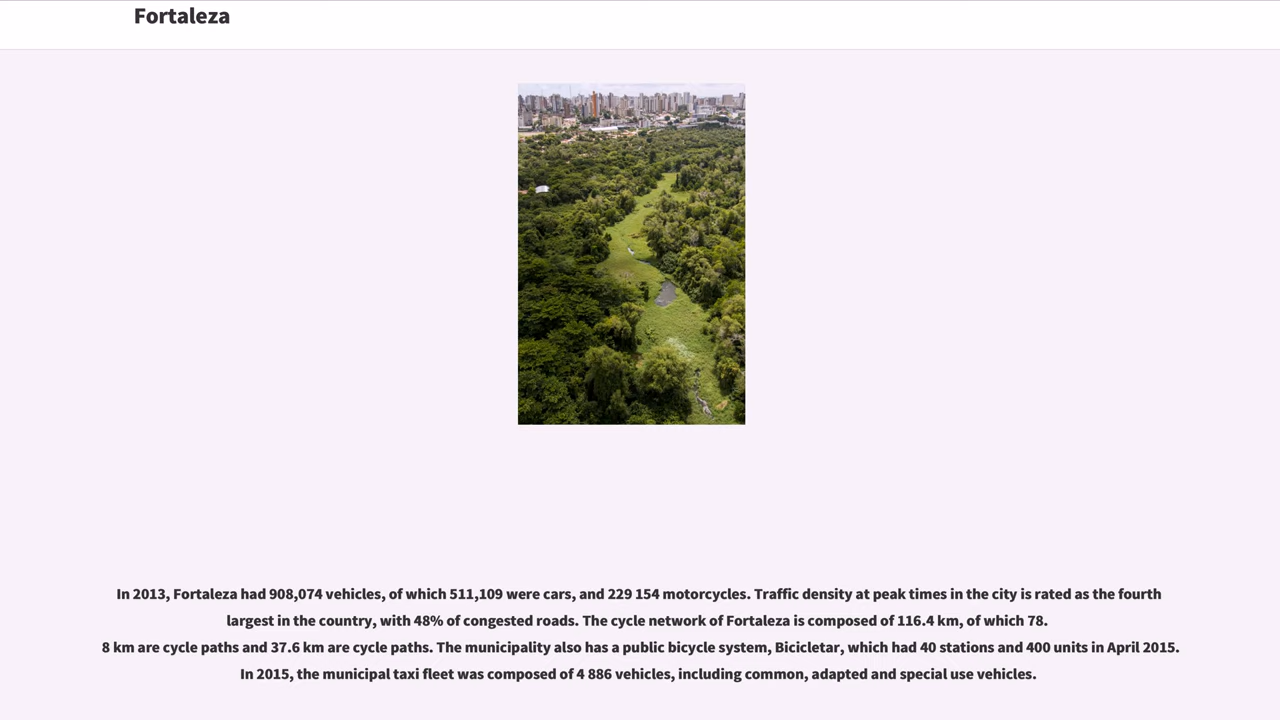 Fortaleza
In 2013, Fortaleza had 908,074 vehicles, of which 511,109 were cars, and 229 154 motorcycles. Traffic density at peak times in the city is rated as the fourth
largest in the country, with 48% of congested roads. The cycle network of Fortaleza is composed of 116.4 km, of which 78.
8 km are cycle paths and 37.6 km are cycle paths. The municipality also has a public bicycle system, Bicicletar, which had 40 stations and 400 units in April 2015.
In 2015, the municipal taxi fleet was composed of 4 886 vehicles, including common, adapted and special use vehicles.